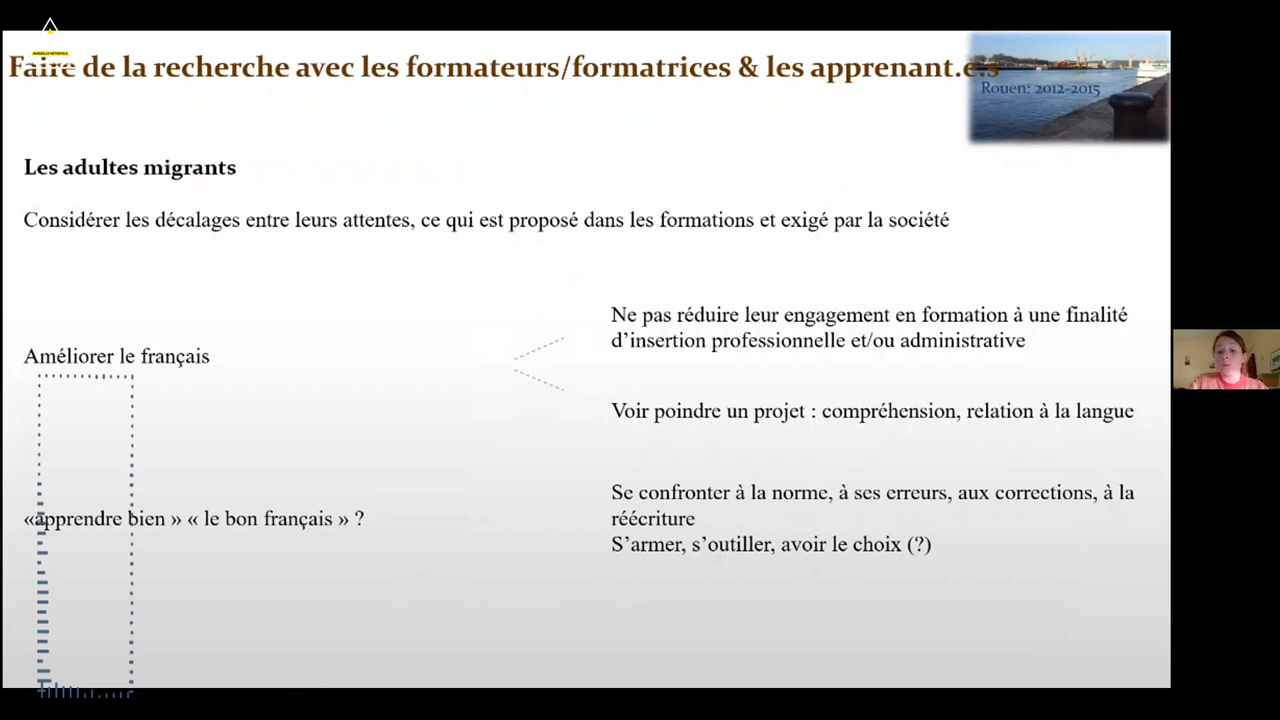 MARSEILLE MÉTROPOLE
Faire de la recherche avec les formateurs/formatrices & les apprenant.e.s
Rouen: 2012-2015
Les adultes migrants
Considérer les décalages entre leurs attentes, ce qui est proposé dans les formations et exigé par la société
Améliorer le français
Ne pas réduire leur engagement en formation à une finalité
d’insertion professionnelle et/ou administrative
Voir poindre un projet : compréhension, relation à la langue
«apprendre bien » « le bon français » ?
Se confronter à la norme, à ses erreurs, aux corrections, à la
réécriture
S’armer, s’outiller, avoir le choix (?)